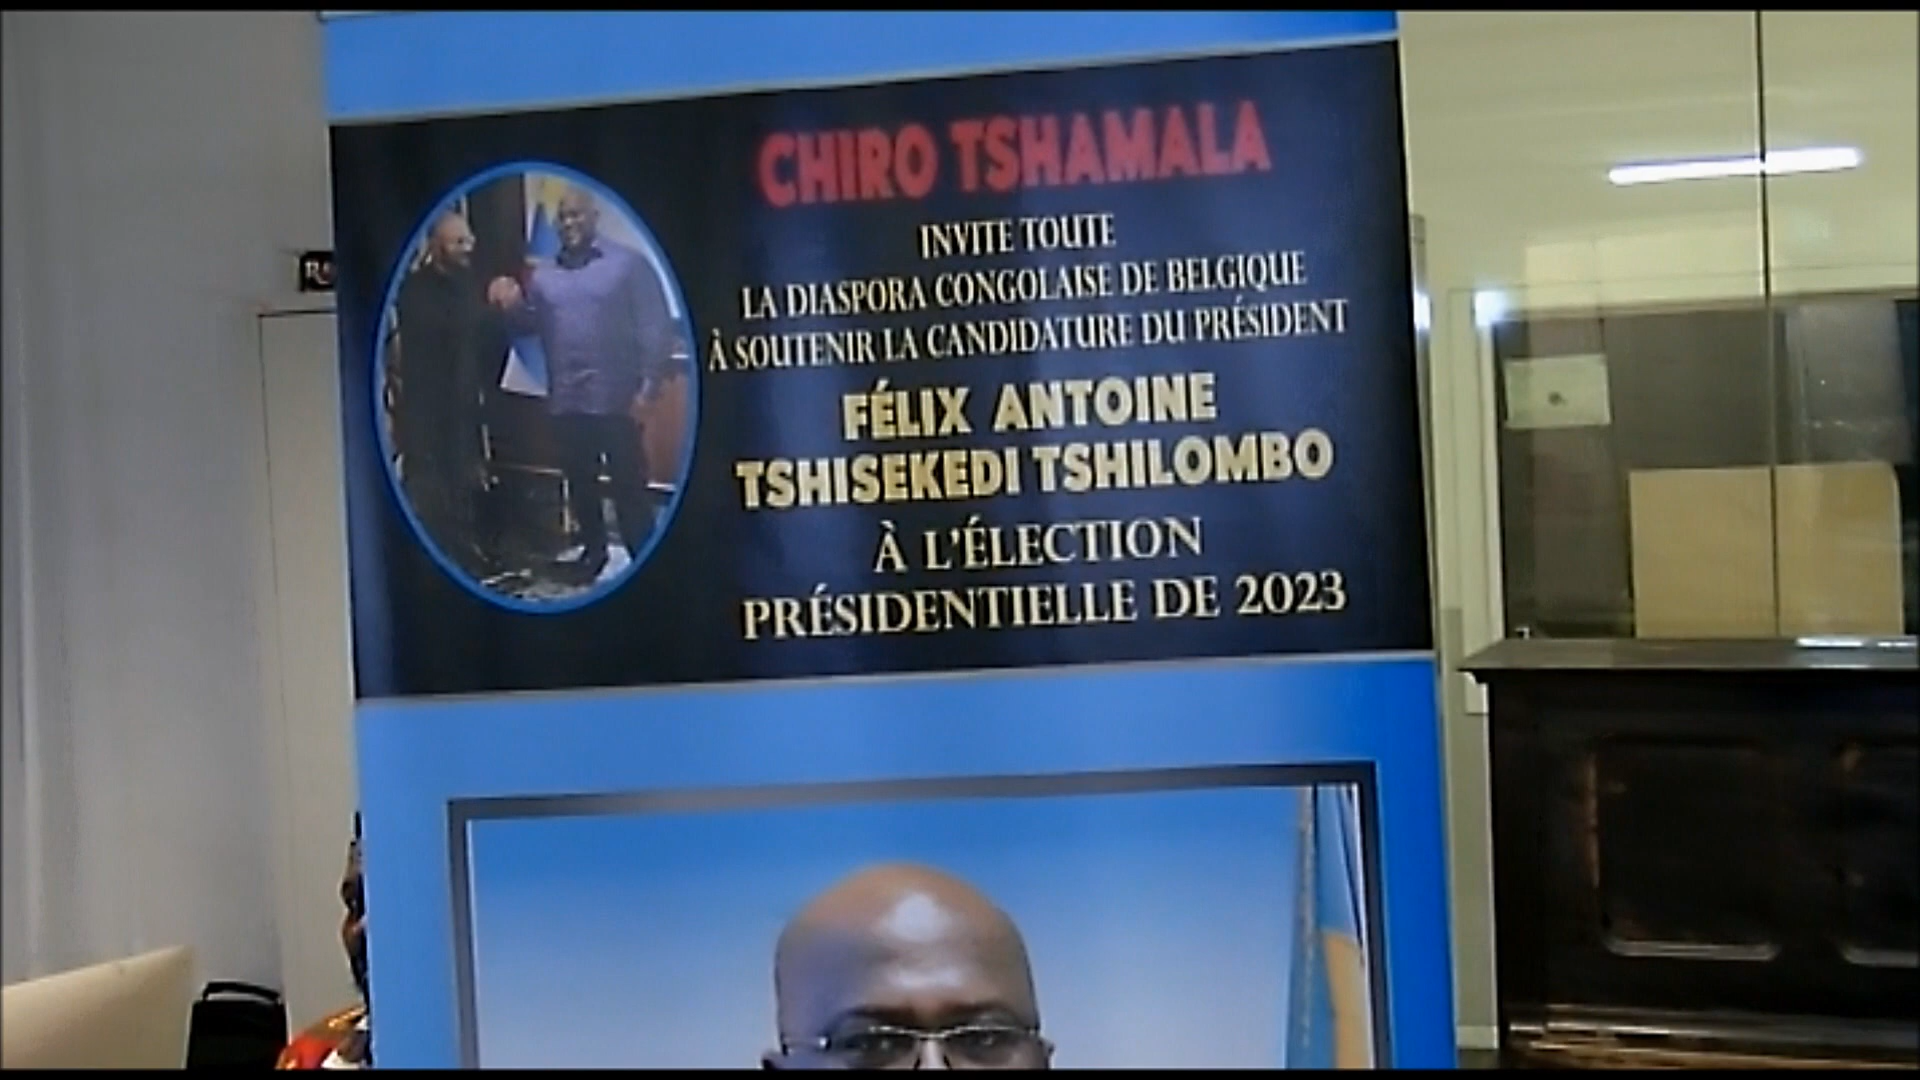 CHIRO TSHAMALA
INVITE TOUTE
LA DIASPORA CONGOLAISE DE BELGIQUE
À SOUTENIR LA CANDIDATURE DU PRÉSIDENT
FÉLIX ANTOINE
TSHISEKEDI TSHILOMBO
À L'ÉLECTION
PRÉSIDENTIELLE DE 2023